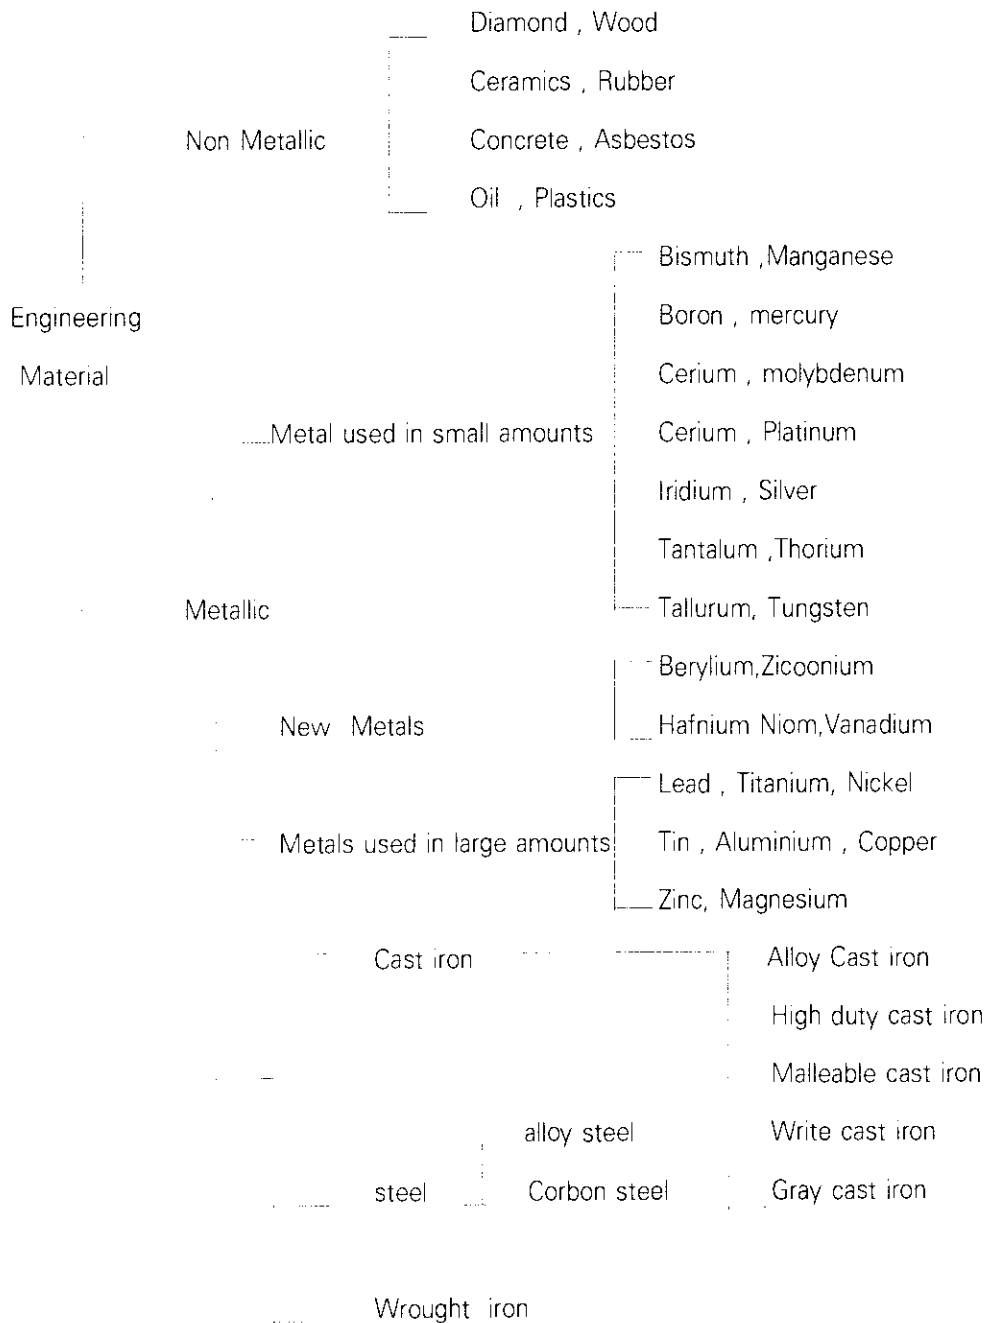 Diamond , Wood
Ceramics , Rubber
Non Metallic Concrete , Asbestos
Oil , Plastics
Bismuth ,Manganese
Engineering Boron , mercury
Material Cerium , molybdenum
Metal used in small amounts Cerium , Platinum
Iridium , Silver
Tantalum ,Thorium
Metallic Tallurum, Tungsten
Berylium,Zicoonium
New Metals Hafnium Niom,Vanadium
Lead , Titanium, Nickel
Metals used in large amounts Tin , Aluminium , Copper
Zinc, Magnesium
Cast iron Alloy Cast iron
High duty cast iron
Malleable cast iron
alloy steel Write cast iron
steel Corbon steel Gray cast iron
Wrought iron